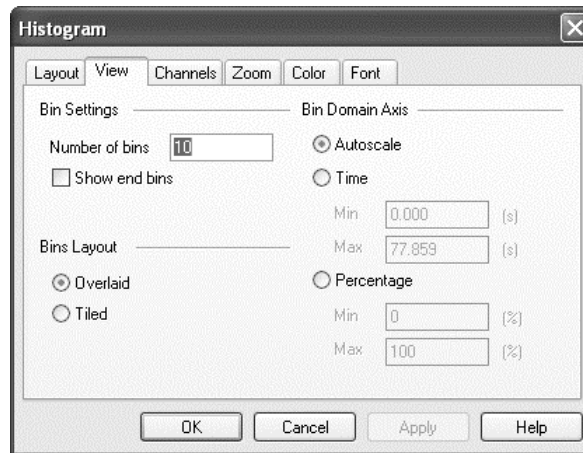 Histogram
Layout View Channels Zoom Color Font
Bin Settings
Number of bins 10
Show end bins
Bins Layout
Overlaid
Tiled
Bin Domain Axis
Autoscale
Time
Min 0.000 (s)
Max 77.859 (s)
Percentage
Min 0 (%)
Max 100 (%)
OK Cancel Apply Help